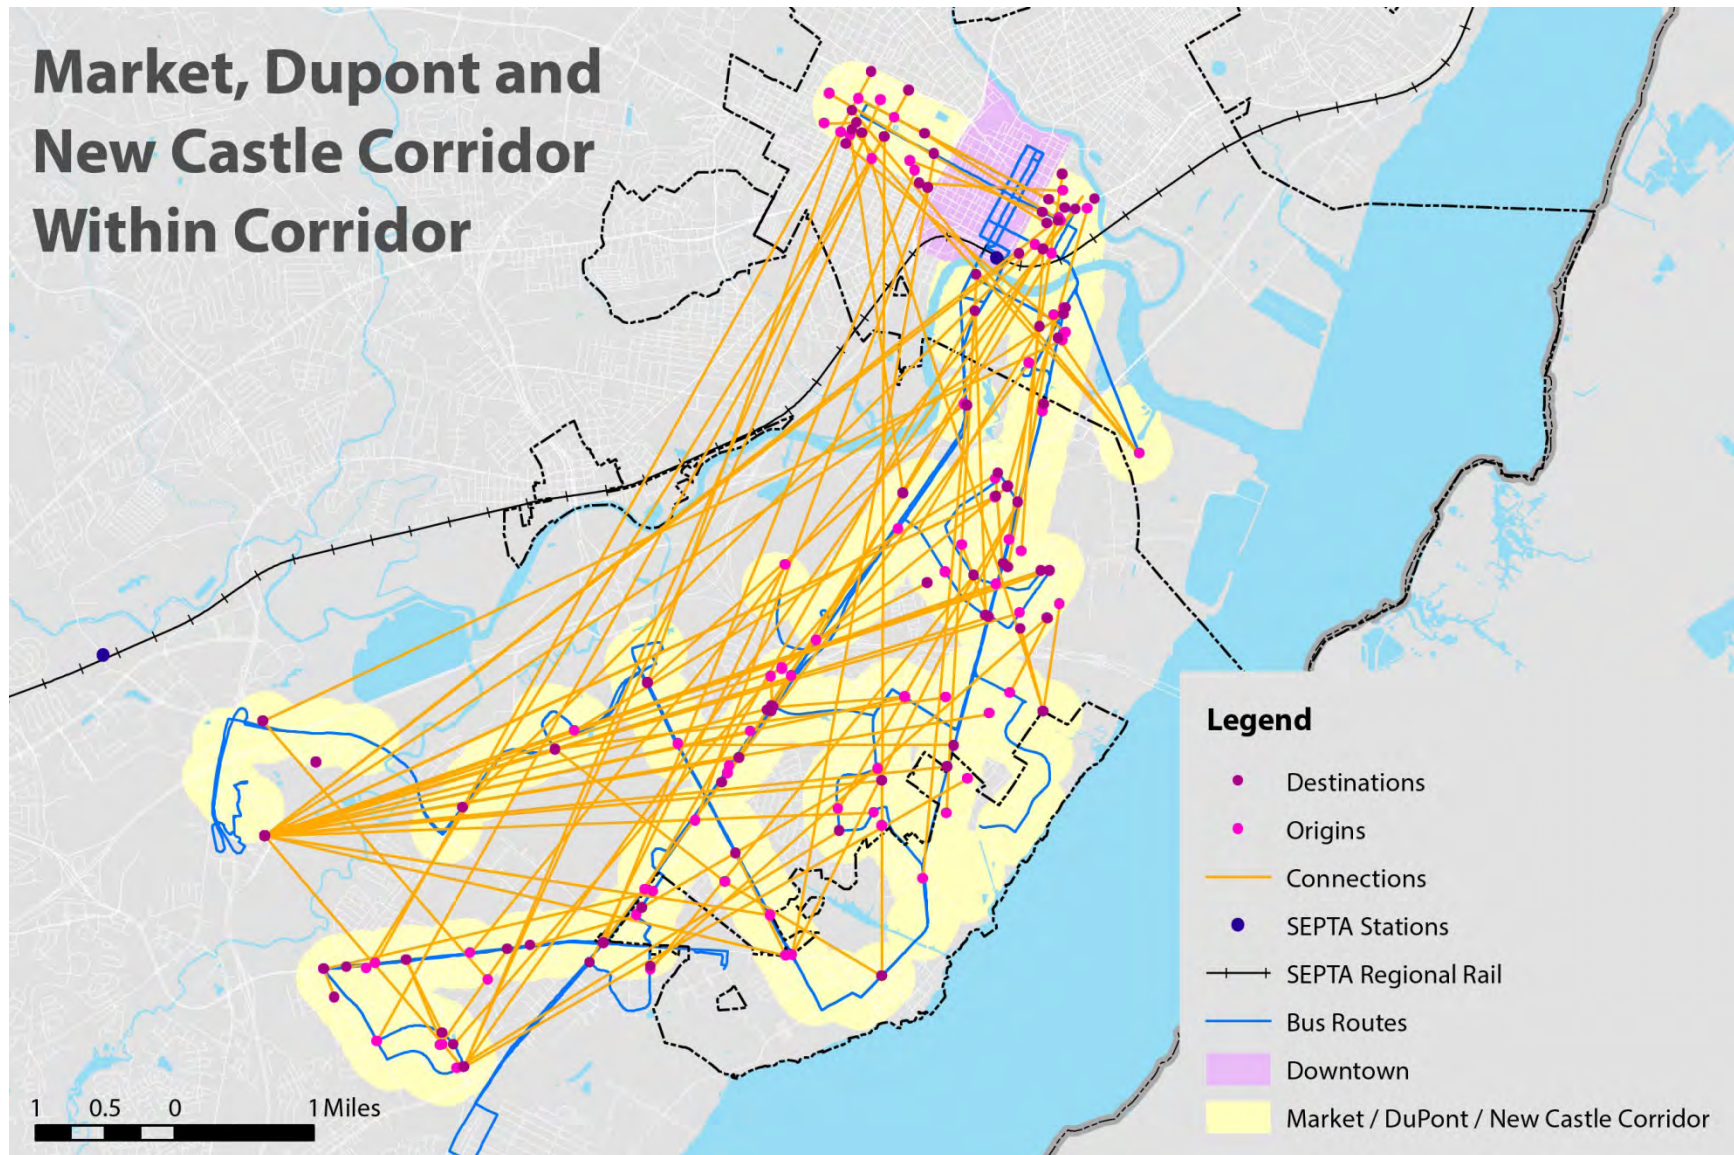 Market, Dupont and
New Castle Corridor
Within Corridor
Legend
Destinations
Origins
Connections
SEPTA Stations
SEPTA Regional Rail
Bus Routes
Downtown
Market / DuPont / New Castle Corridor
1 0.5 0 1 Miles